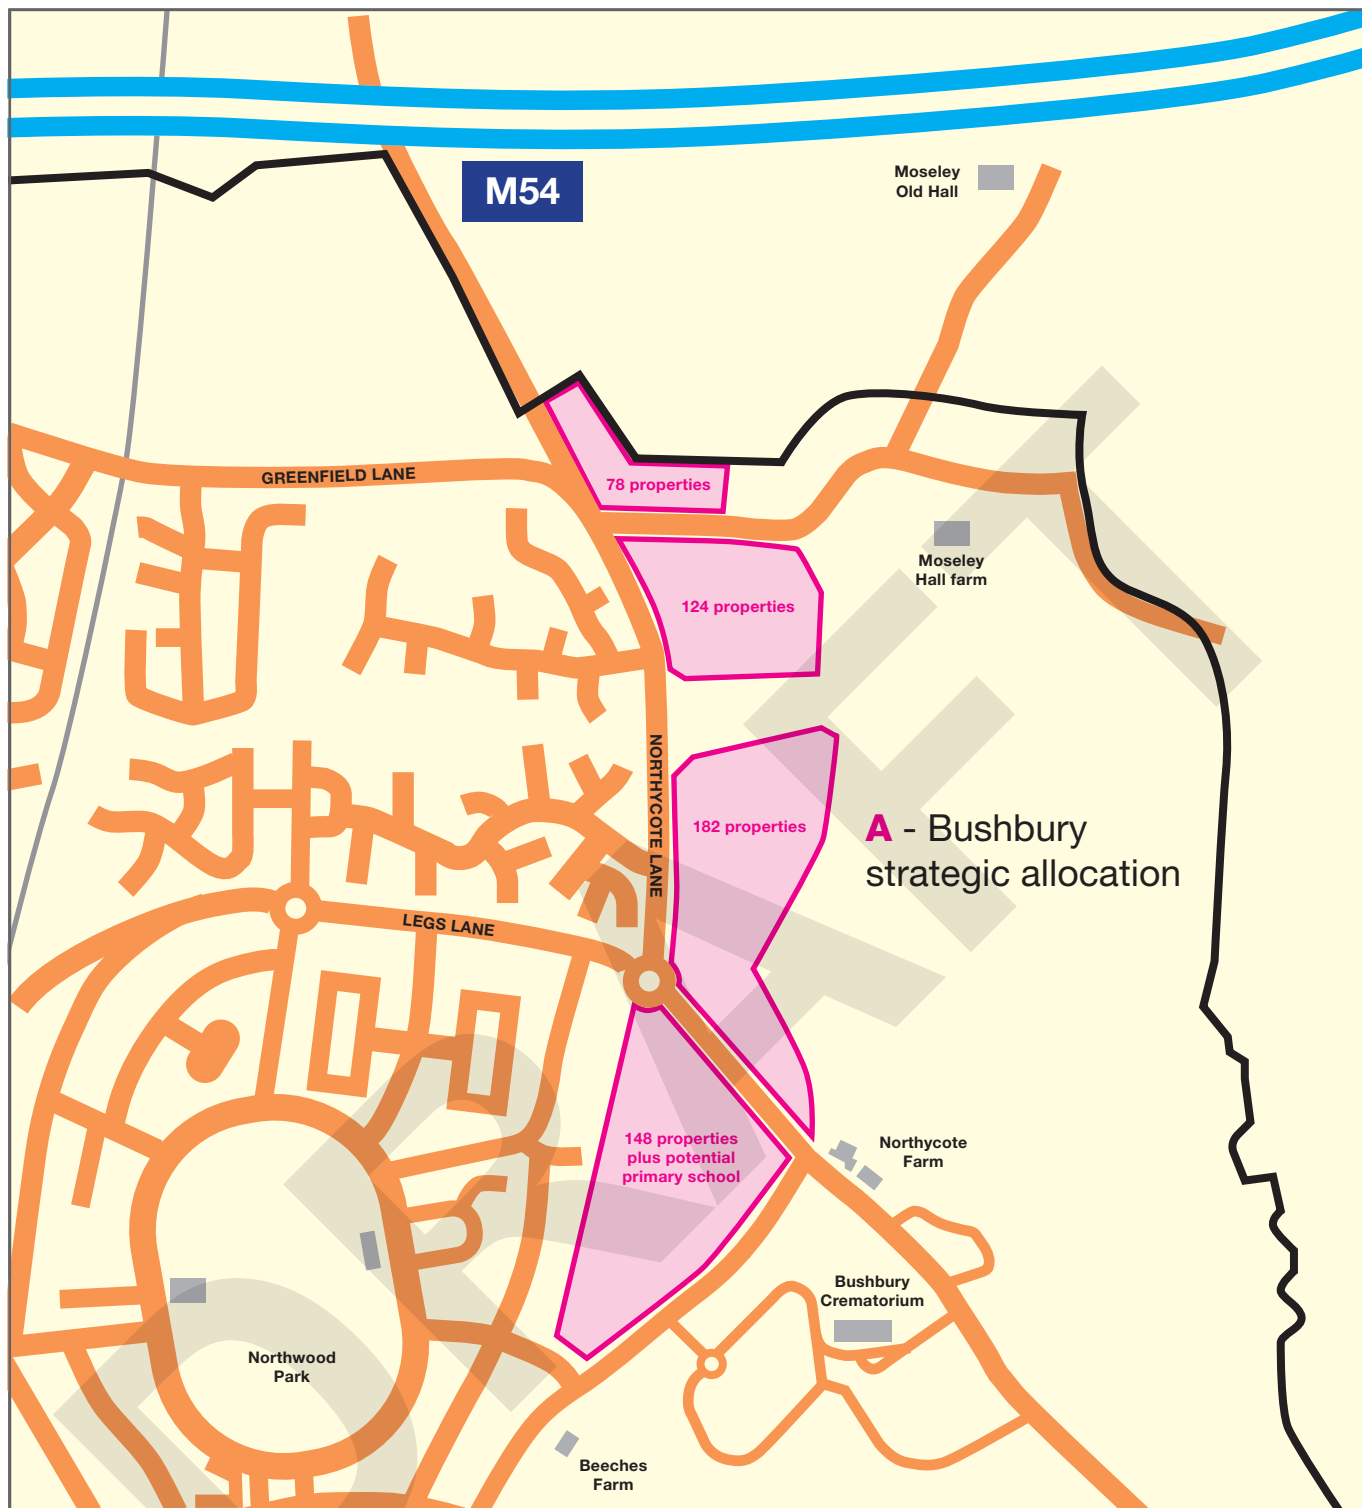 M54
Moseley
Old Hall
GREENFIELD LANE
78 properties
Moseley
Hall farm
124 properties
NORTHYCOTE LANE
182 properties
A - Bushbury
strategic allocation
LEGS LANE
148 properties
plus potential
primary school
Northycote
Farm
Bushbury
Crematorium
Northwood
Park
Beeches
Farm
DRAFT